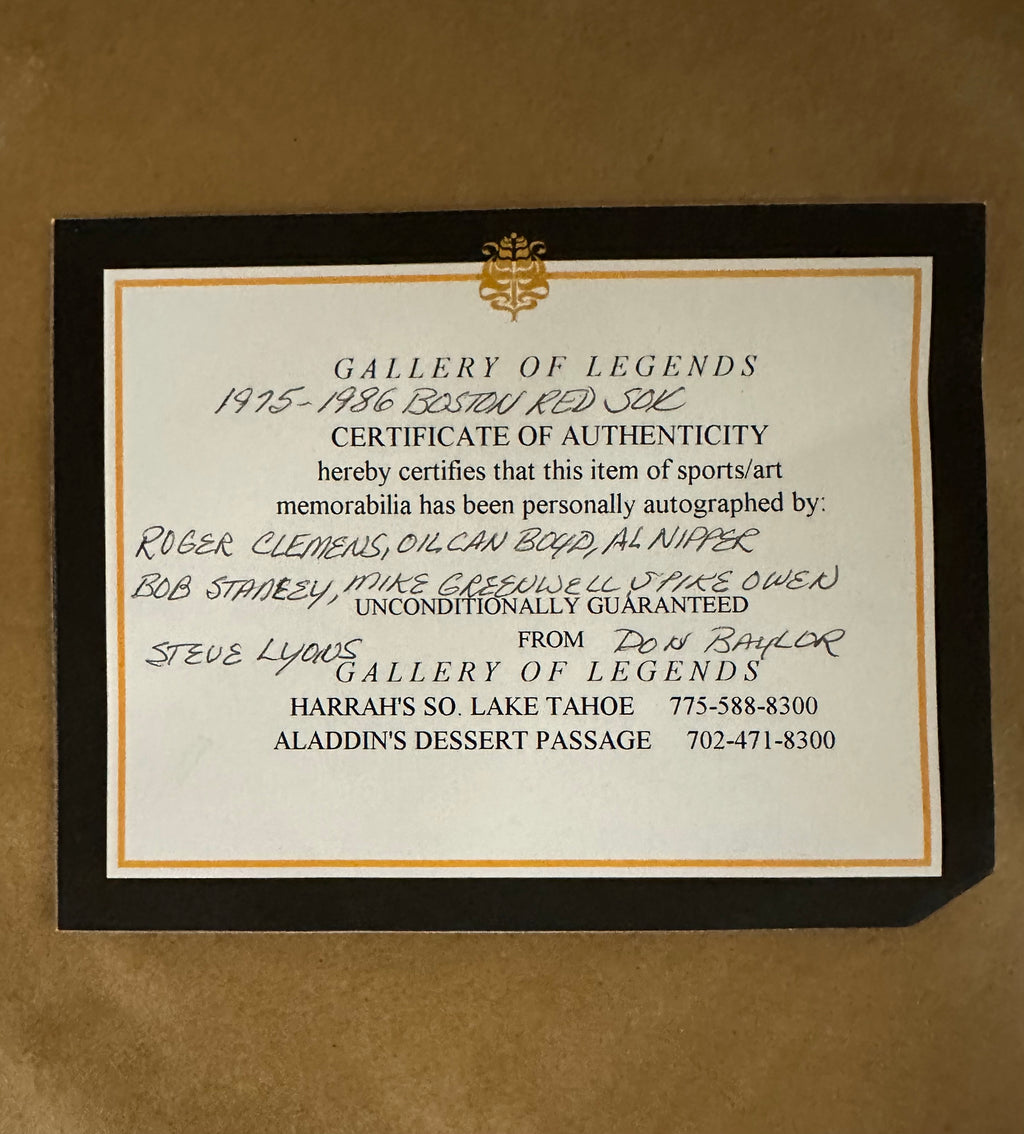 GALLERY OF LEGENDS
1975-1986 BOSTON RED SOX
CERTIFICATE OF AUTHENTICITY
hereby certifies that this item of sports/art
memorabilia has been personally autographed by:
ROGER CLEMENS, OIL CAN BOYD, AL NIPPER
BOB STANLEY, MIKE GREENWELL SPIKE OWEN
UNCONDITIONALLY GUARANTEED
STEVE LYONS FROM DON BAYLOR
GALLERY OF LEGENDS
HARRAH'S SO. LAKE TAHOE 775-588-8300
ALADDIN'S DESSERT PASSAGE 702-471-8300